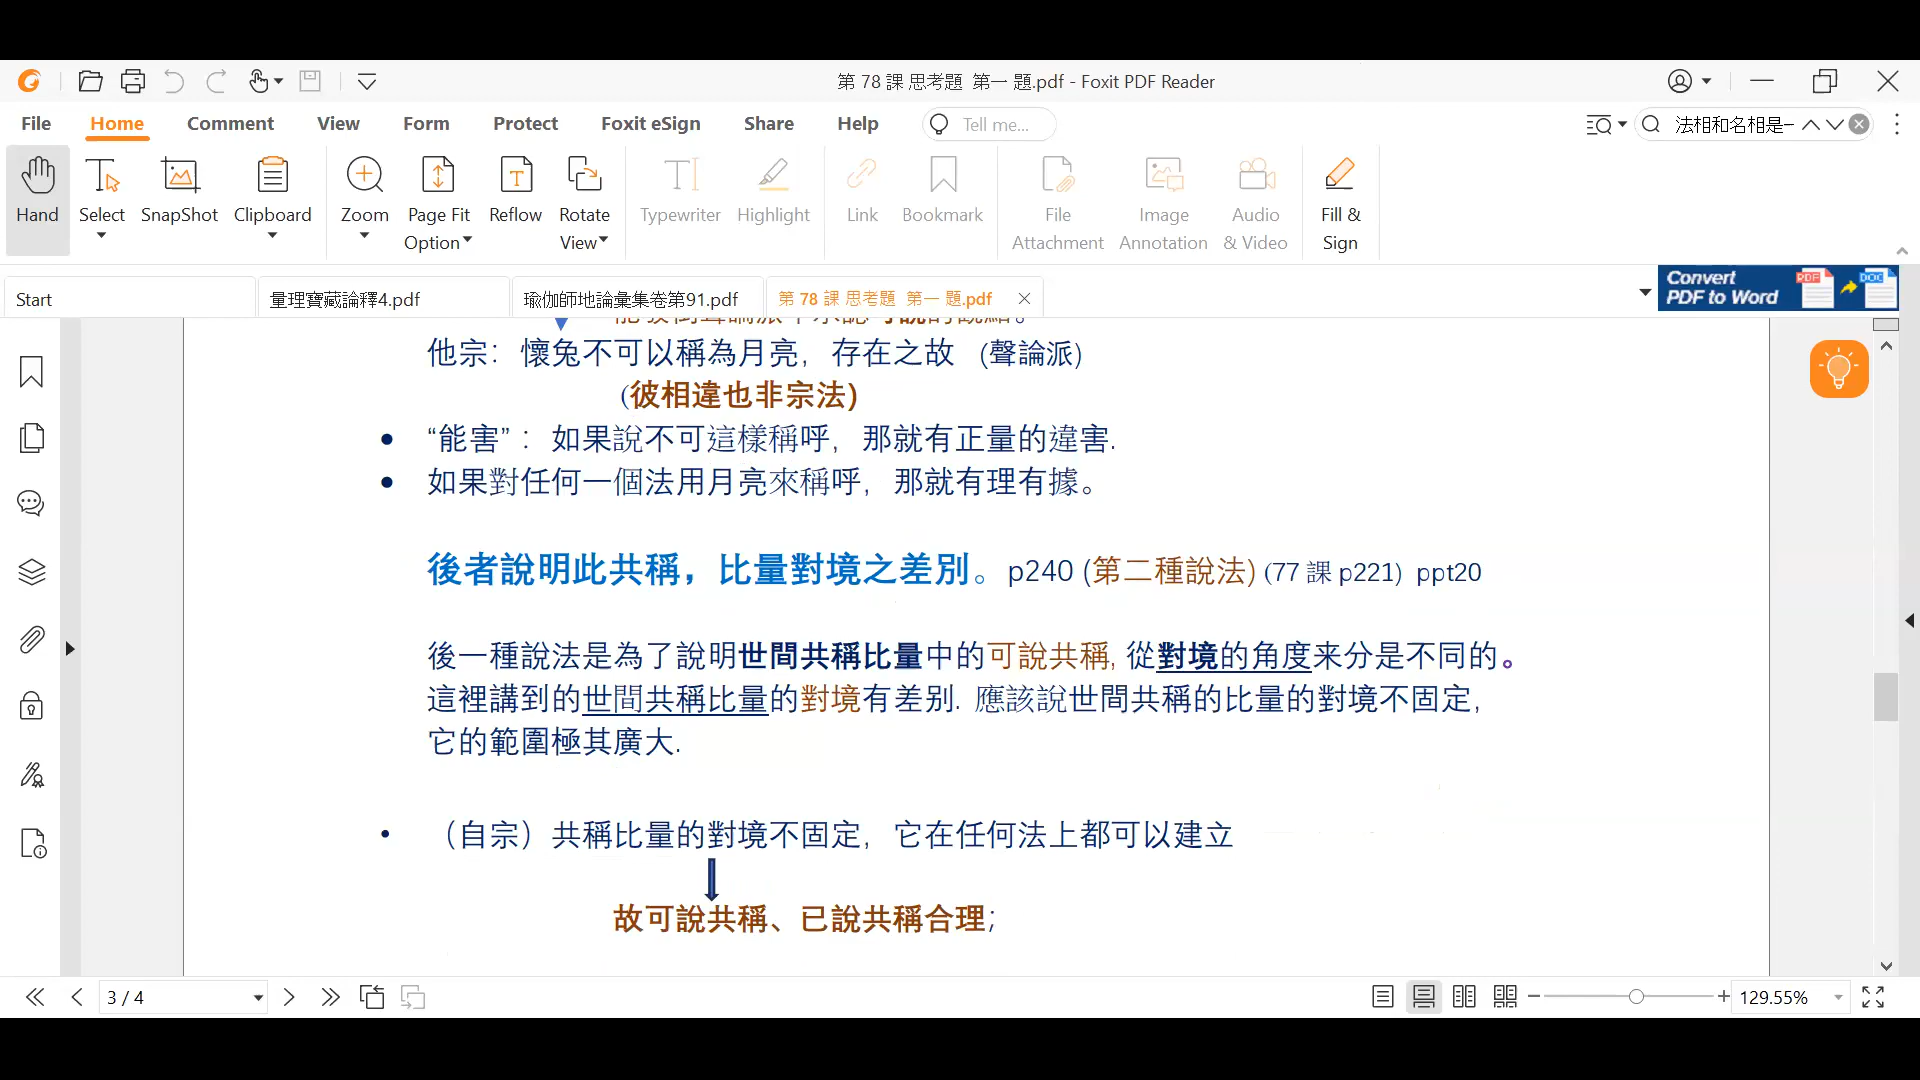 第 78 課 思考題 第一 題.pdf - Foxit PDF Reader
File Home Comment View Form Protect Foxit eSign Share Help Tell me... 法相和名相是一
Hand Select SnapShot Clipboard Zoom Page Fit Option Reflow Rotate View Typewriter Highlight Link Bookmark File Attachment Image Annotation Audio & Video Fill & Sign
Start 量理寶藏論釋4.pdf 瑜伽師地論彙集卷第91.pdf 第 78 課 思考題 第一 題.pdf
Convert PDF to Word PDF DOC
他宗：懷兔不可以稱為月亮，存在之故 (聲論派)
(彼相違也非宗法)
• “能害”：如果說不可這樣稱呼，那就有正量的違害.
• 如果對任何一個法用月亮來稱呼，那就有理有據。
後者說明此共稱，比量對境之差別。p240 (第二種說法) (77 課 p221) ppt20
後一種說法是為了說明世間共稱比量中的可說共稱, 從對境的角度来分是不同的。
這裡講到的世間共稱比量的對境有差别. 應該說世間共稱的比量的對境不固定,
它的範圍極其廣大.
• （自宗）共稱比量的對境不固定，它在任何法上都可以建立
故可說共稱、已說共稱合理；
3 / 4 129.55%